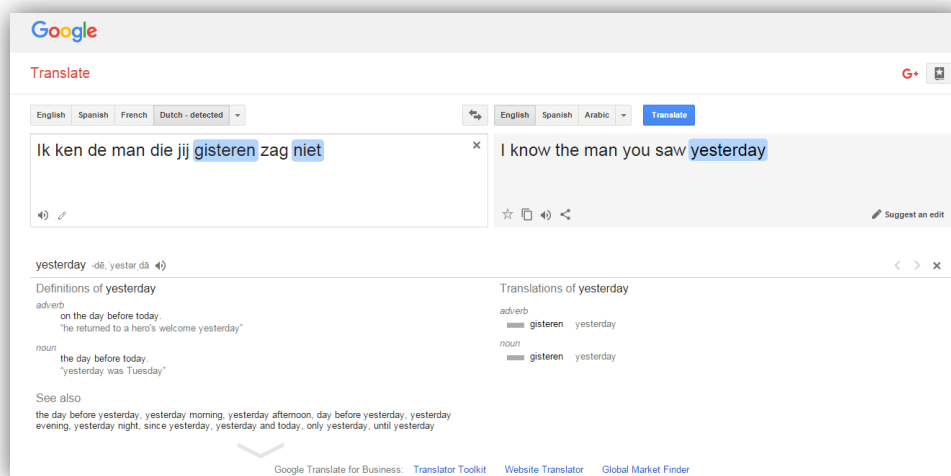 Google
Translate
G+
English Spanish French Dutch - detected
English Spanish Arabic Translate
Ik ken de man die jij gisteren zag niet
I know the man you saw yesterday
Suggest an edit
yesterday -dē,ˈyestər dā
Definitions of yesterday
adverb
on the day before today.
"he returned to a hero's welcome yesterday"
noun
the day before today.
"yesterday was Tuesday"
See also
the day before yesterday, yesterday morning, yesterday afternoon, day before yesterday, yesterday
evening, yesterday night, since yesterday, yesterday and today, only yesterday, until yesterday
Translations of yesterday
adverb
gisteren yesterday
noun
gisteren yesterday
Google Translate for Business: Translator Toolkit Website Translator Global Market Finder